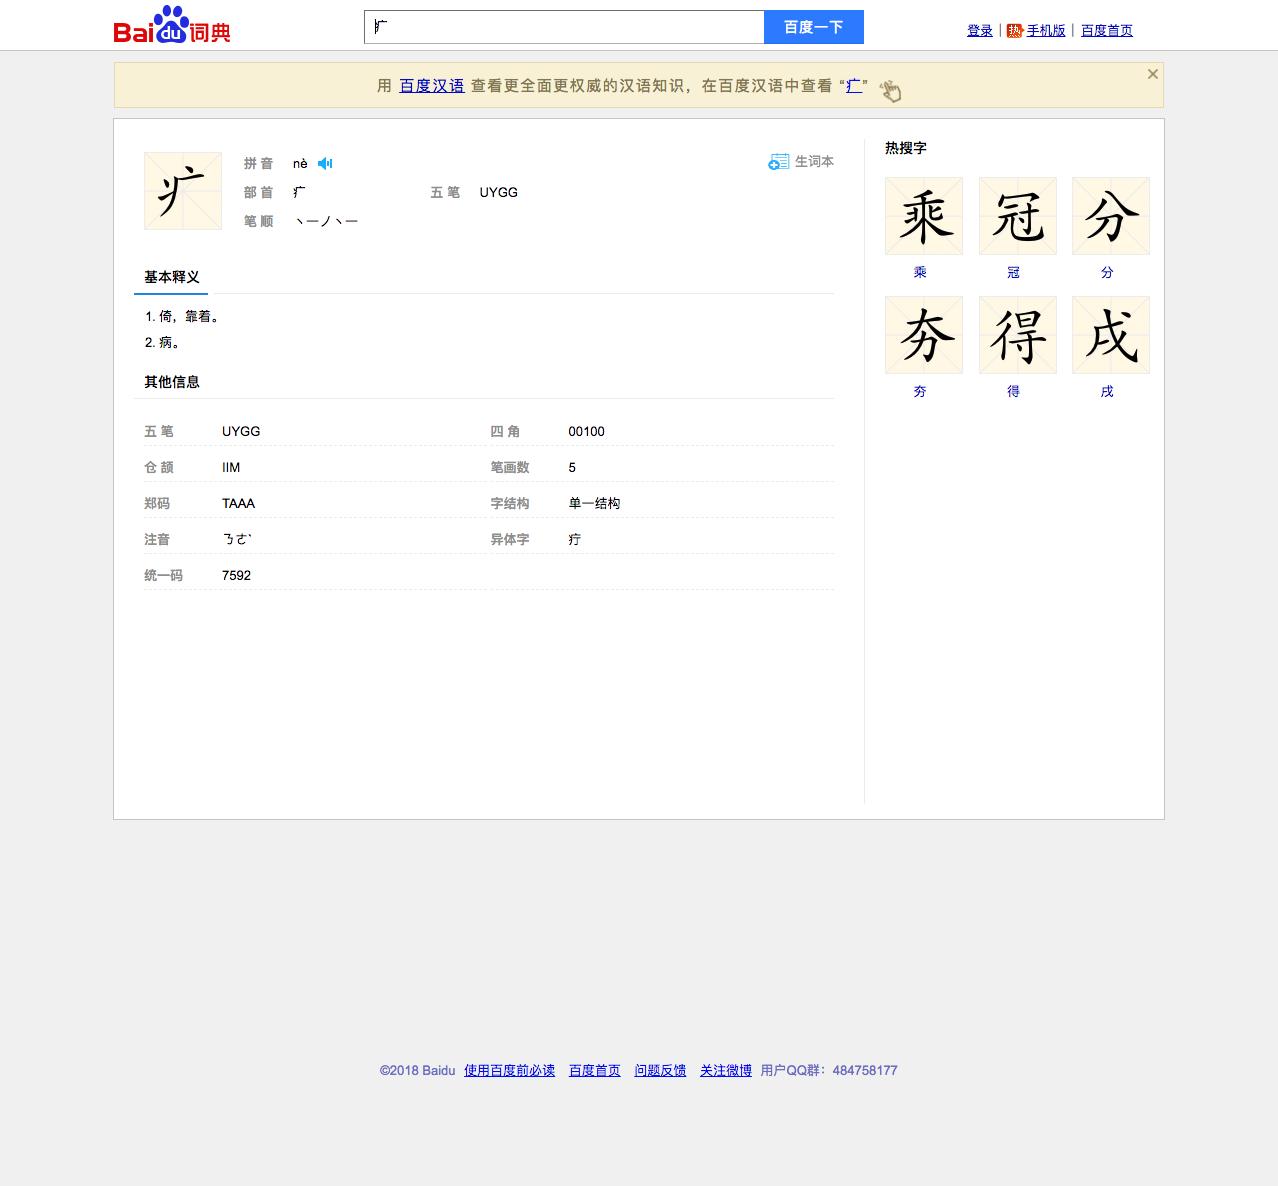 Bai du 词典
疒
百度一下
登录 | 热 手机版 | 百度首页
用 百度汉语 查看更全面更权威的汉语知识，在百度汉语中查看 “疒”
疒
拼 音 nè
生词本
部 首 疒 五 笔 UYGG
笔 顺 丶一ノ丶一
基本释义
1. 倚，靠着。
2. 病。
其他信息
五 笔 UYGG 四 角 00100
仓 颉 IIM 笔画数 5
郑码 TAAA 字结构 单一结构
注音 ㄋㄜˋ 异体字 疔
统一码 7592
热搜字
乘 冠 分
乘 冠 分
夯 得 戌
夯 得 戌
©2018 Baidu 使用百度前必读 百度首页 问题反馈 关注微博 用户QQ群：484758177